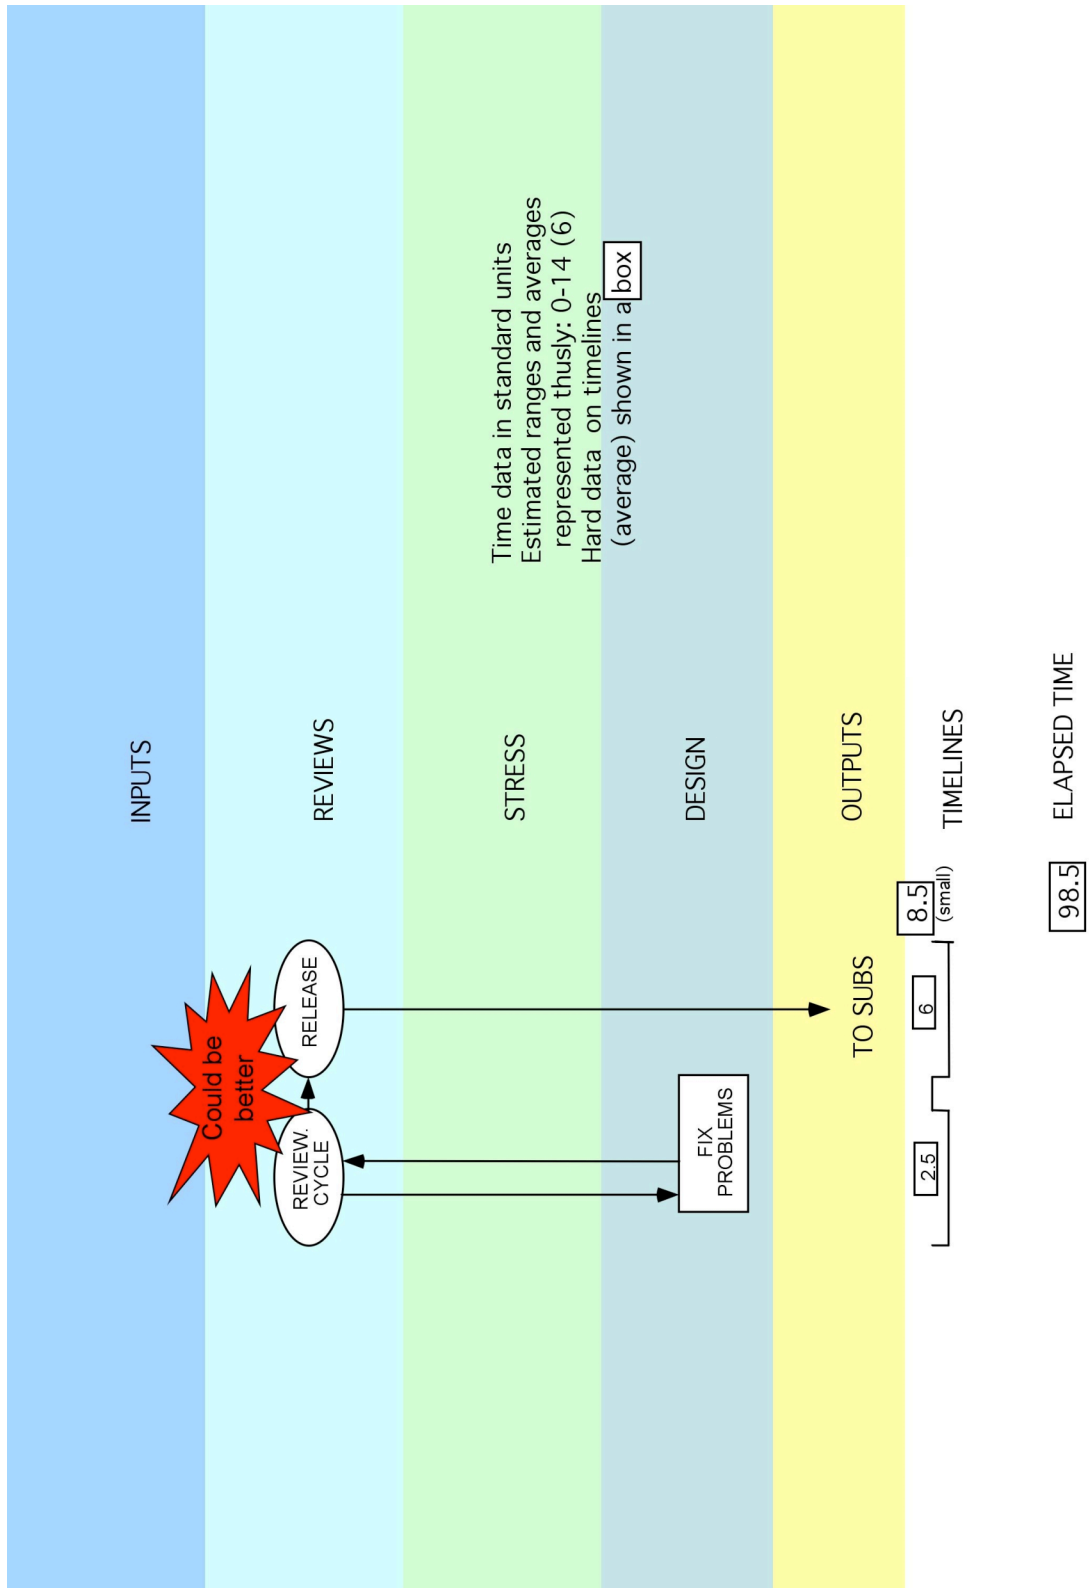 INPUTS
Could be
better
REVIEW.
CYCLE
RELEASE
REVIEWS
STRESS
Time data in standard units
Estimated ranges and averages
represented thusly: 0-14 (6)
Hard data on timelines
(average) shown in a box
FIX
PROBLEMS
DESIGN
TO SUBS
OUTPUTS
2.5
6
8.5
(small)
TIMELINES
98.5
ELAPSED TIME